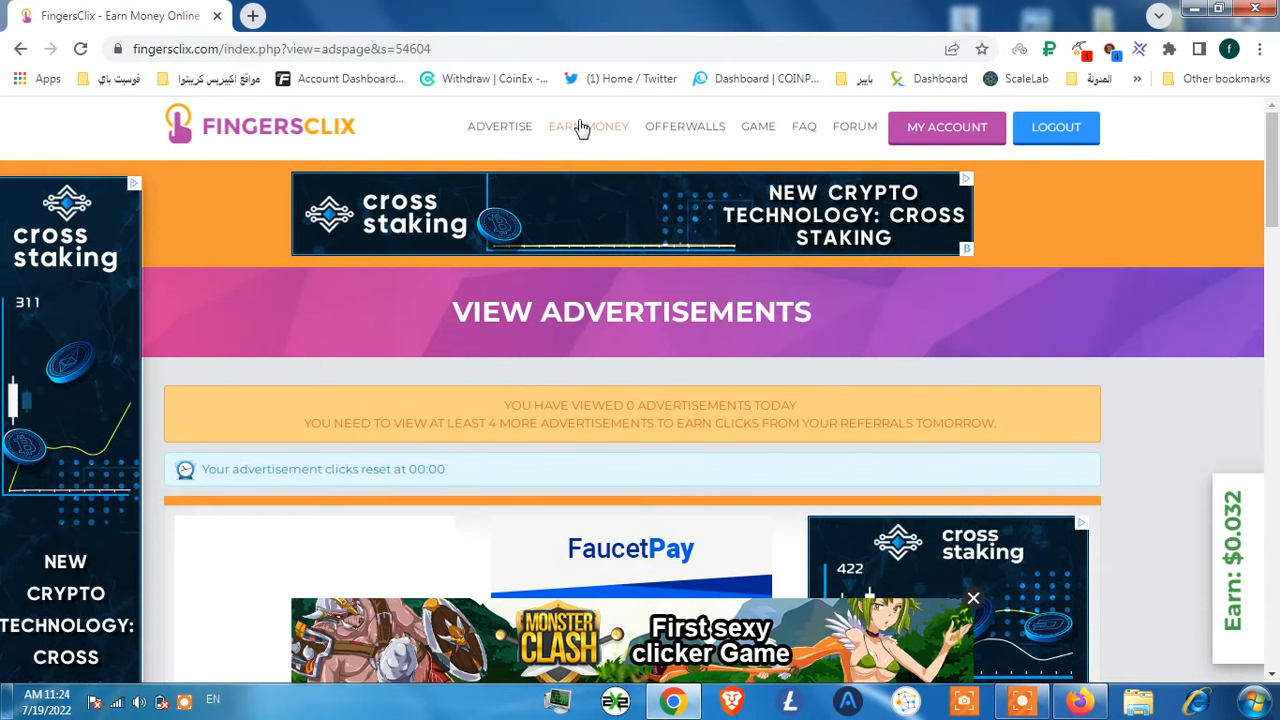 FingersClix - Earn Money Online
fingersclix.com/index.php?view=adspage&s=54604
f
Apps
فوسيت باي
مواقع اكبيريس كريبتوا
Account Dashboard...
Withdraw | CoinEx -...
(1) Home / Twitter
Dashboard | COINP...
بايير
Dashboard
ScaleLab
المدونة
»
Other bookmarks
1
4
FINGERSCLIX
ADVERTISE
EARN MONEY
OFFERWALLS
GAME
FAQ
FORUM
MY ACCOUNT
LOGOUT
cross
staking
NEW CRYPTO
TECHNOLOGY: CROSS
STAKING
B
cross
staking
311
NEW
CRYPTO
TECHNOLOGY:
CROSS
VIEW ADVERTISEMENTS
YOU HAVE VIEWED 0 ADVERTISEMENTS TODAY
YOU NEED TO VIEW AT LEAST 4 MORE ADVERTISEMENTS TO EARN CLICKS FROM YOUR REFERRALS TOMORROW.
Your advertisement clicks reset at 00:00
FaucetPay
cross
staking
422
MONSTER
CLASH
First sexy
clicker Game
Earn: $0.032
AM 11:24
7/19/2022
EN